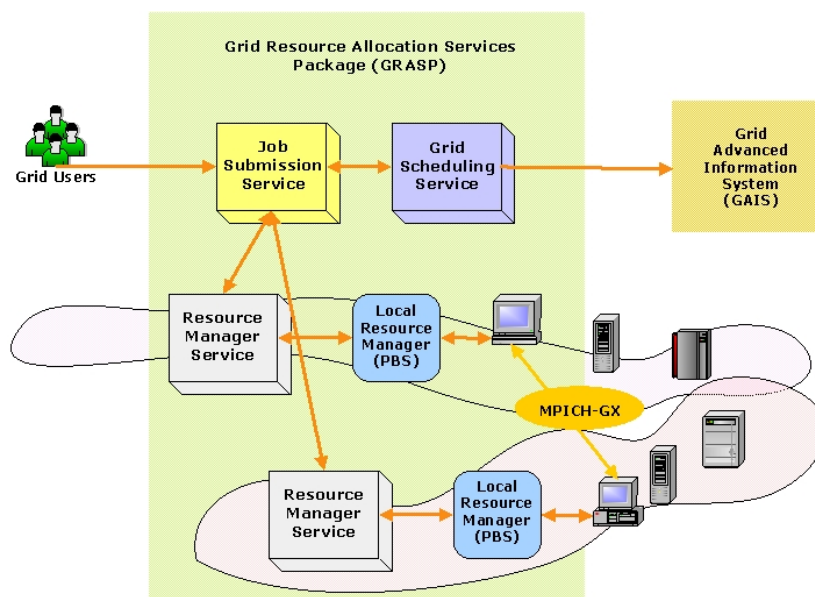 Grid Resource Allocation Services
Package (GRASP)
Job
Submission
Service
Grid
Scheduling
Service
Grid
Advanced
Information
System
(GAIS)
Grid Users
Resource
Manager
Service
Local
Resource
Manager
(PBS)
MPICH-GX
Resource
Manager
Service
Local
Resource
Manager
(PBS)